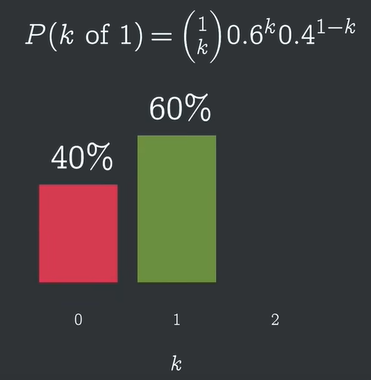 P(k of 1) = (1 k) 0.6^k 0.4^{1-k}
60%
40%
0 1 2
k